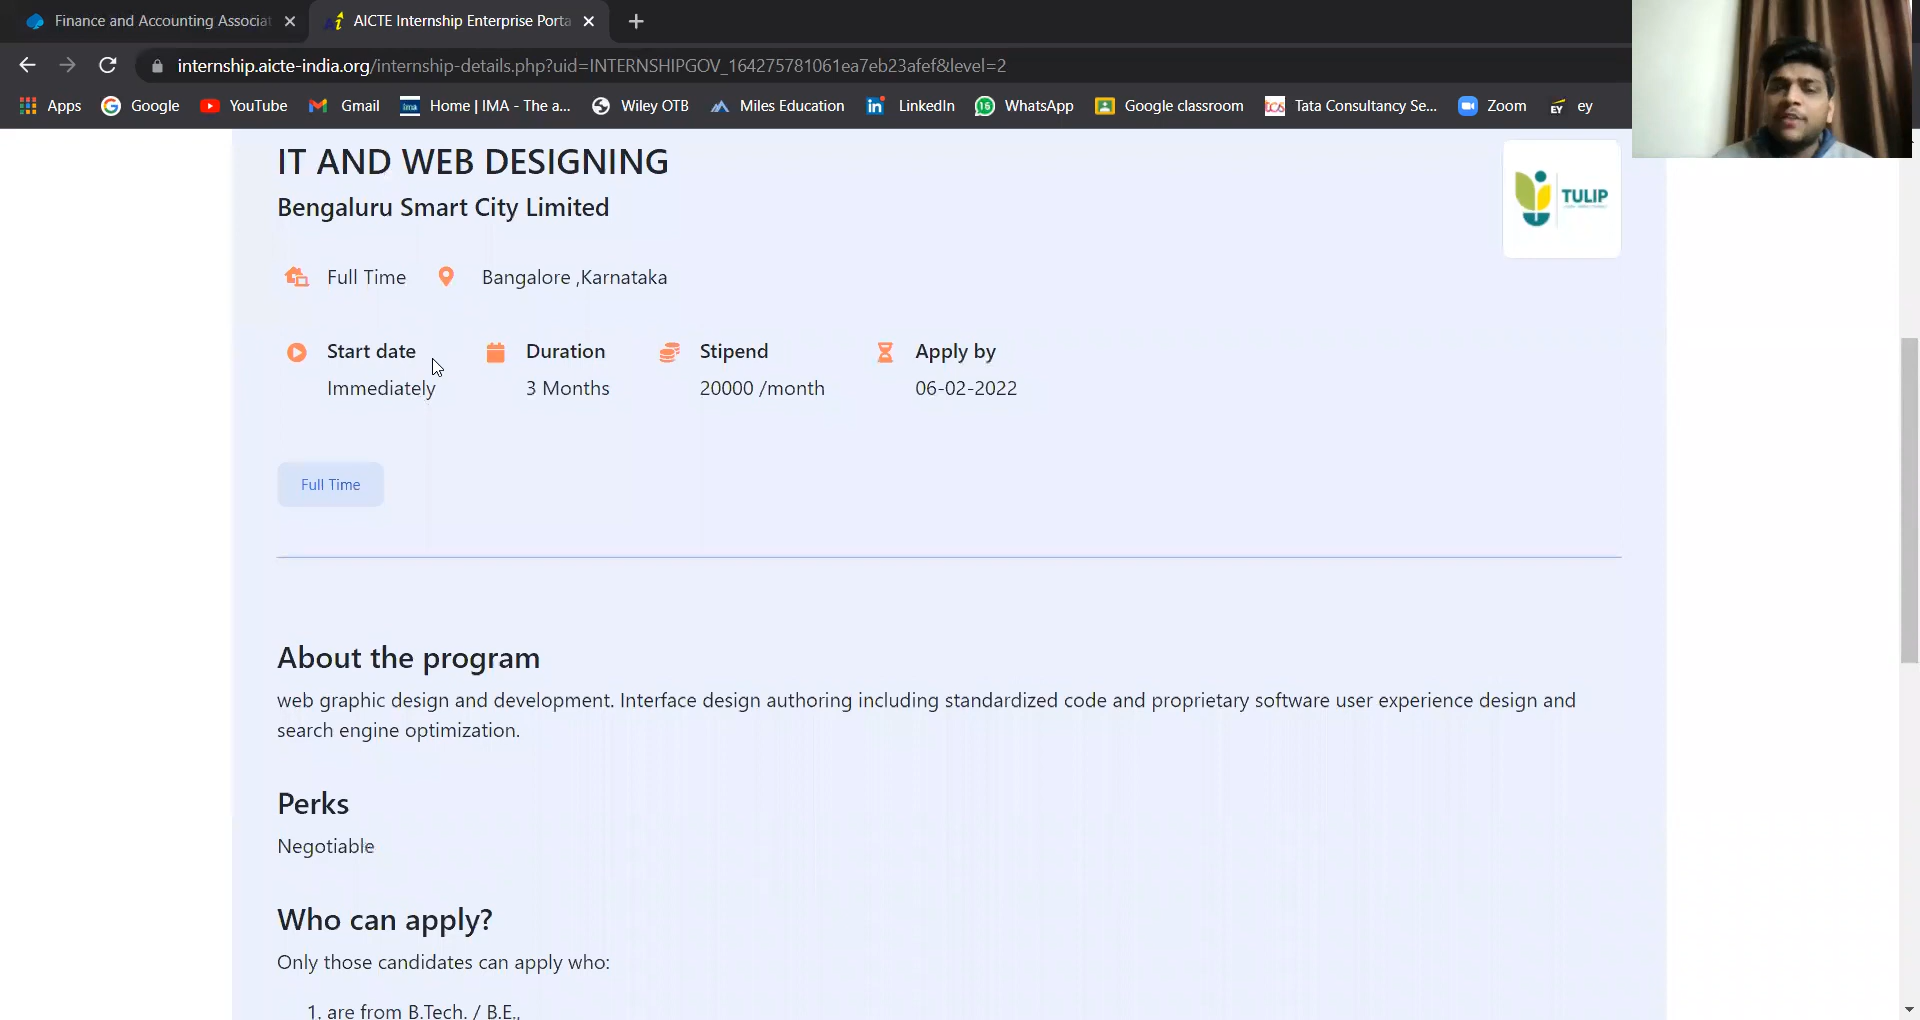 Finance and Accounting Associat
AICTE Internship Enterprise Porta
internship.aicte-india.org/internship-details.php?uid=INTERNSHIPGOV_164275781061ea7eb23afef&level=2
Apps Google YouTube Gmail Home | IMA - The a... Wiley OTB Miles Education LinkedIn 16 WhatsApp Google classroom Tata Consultancy Se... Zoom EY ey
IT AND WEB DESIGNING
Bengaluru Smart City Limited
TULIP
Full Time Bangalore ,Karnataka
Start date Duration Stipend Apply by
Immediately 3 Months 20000 /month 06-02-2022
Full Time
About the program
web graphic design and development. Interface design authoring including standardized code and proprietary software user experience design and
search engine optimization.
Perks
Negotiable
Who can apply?
Only those candidates can apply who:
1. are from B.Tech. / B.E.,